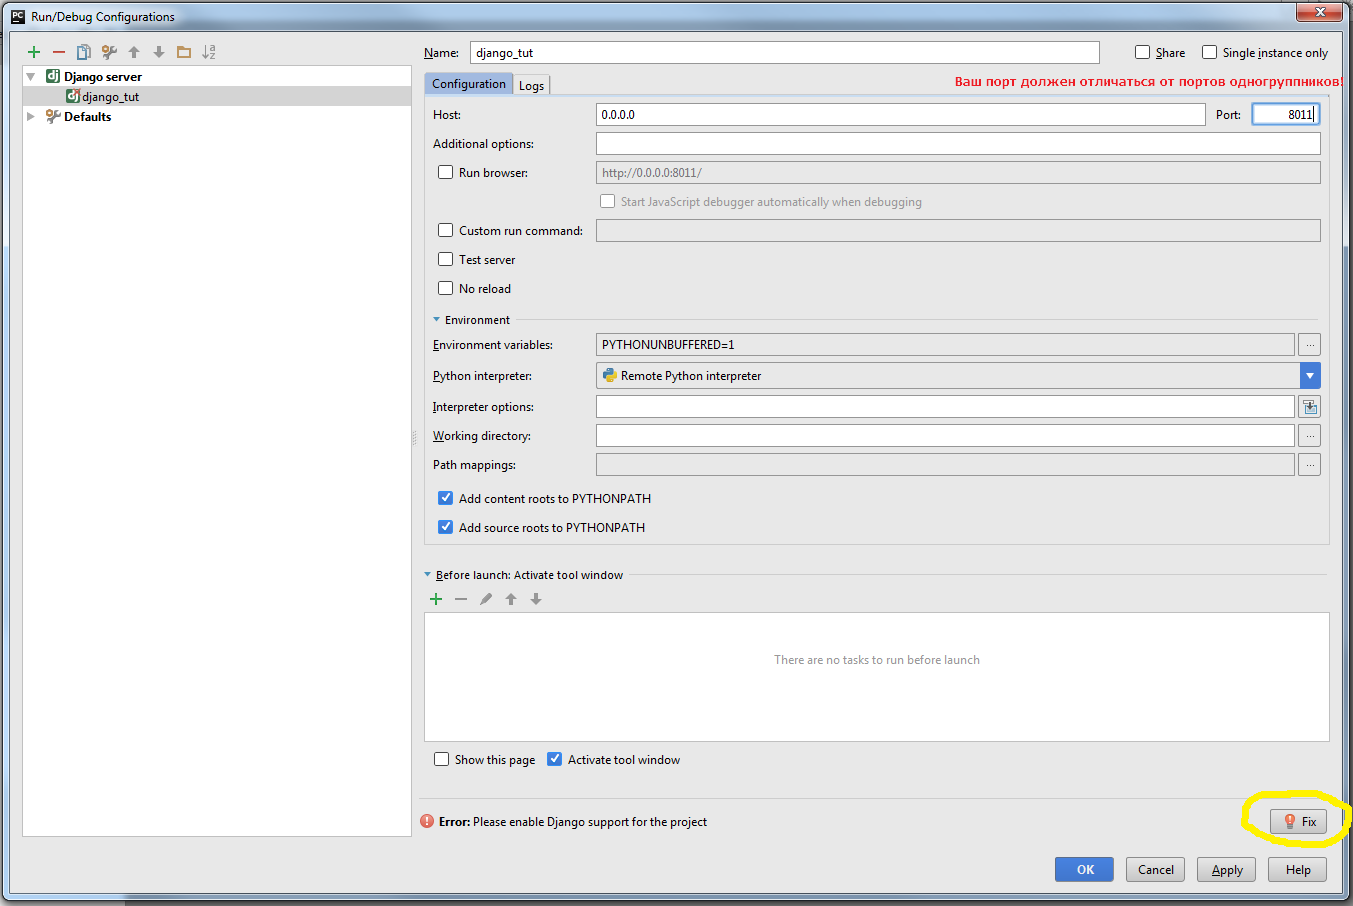 Run/Debug Configurations
Name: django_tut Share Single instance only
Django server
django_tut
Defaults
Configuration Logs
Ваш порт должен отличаться от портов одногруппников!
Host: 0.0.0.0 Port: 8011
Additional options:
Run browser: http://0.0.0.0:8011/
Start JavaScript debugger automatically when debugging
Custom run command:
Test server
No reload
Environment
Environment variables: PYTHONUNBUFFERED=1 ...
Python interpreter: Remote Python interpreter
Interpreter options:
Working directory: ...
Path mappings: ...
Add content roots to PYTHONPATH
Add source roots to PYTHONPATH
Before launch: Activate tool window
There are no tasks to run before launch
Show this page Activate tool window
Error: Please enable Django support for the project Fix
OK Cancel Apply Help